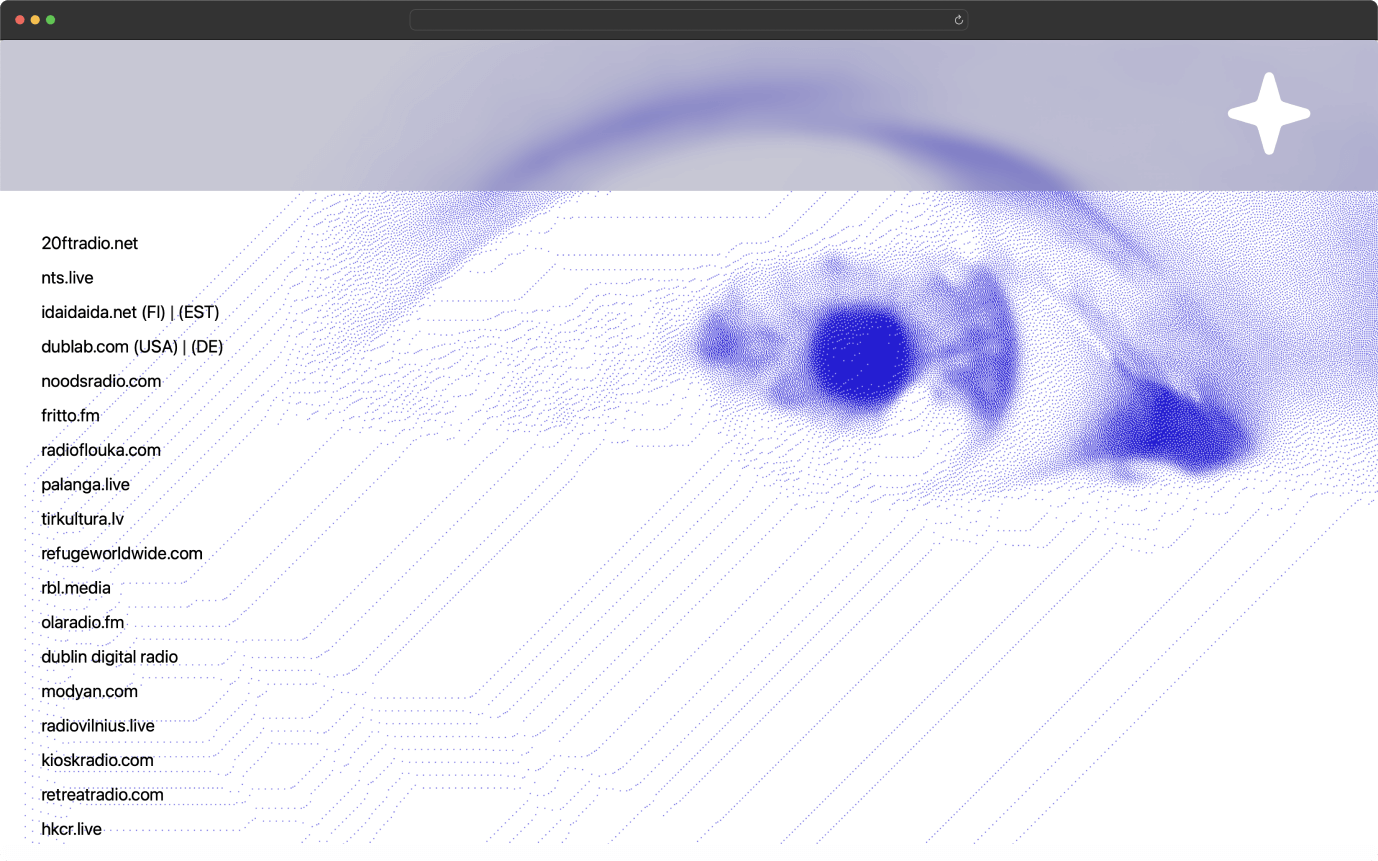 20ftradio.net
nts.live
idaidaida.net (FI) | (EST)
dublab.com (USA) | (DE)
noodsradio.com
fritto.fm
radioflouka.com
palanga.live
tirkultura.lv
refugeworldwide.com
rbl.media
olaradio.fm
dublin digital radio
modyan.com
radiovilnius.live
kioskradio.com
retreatradio.com
hkcr.live